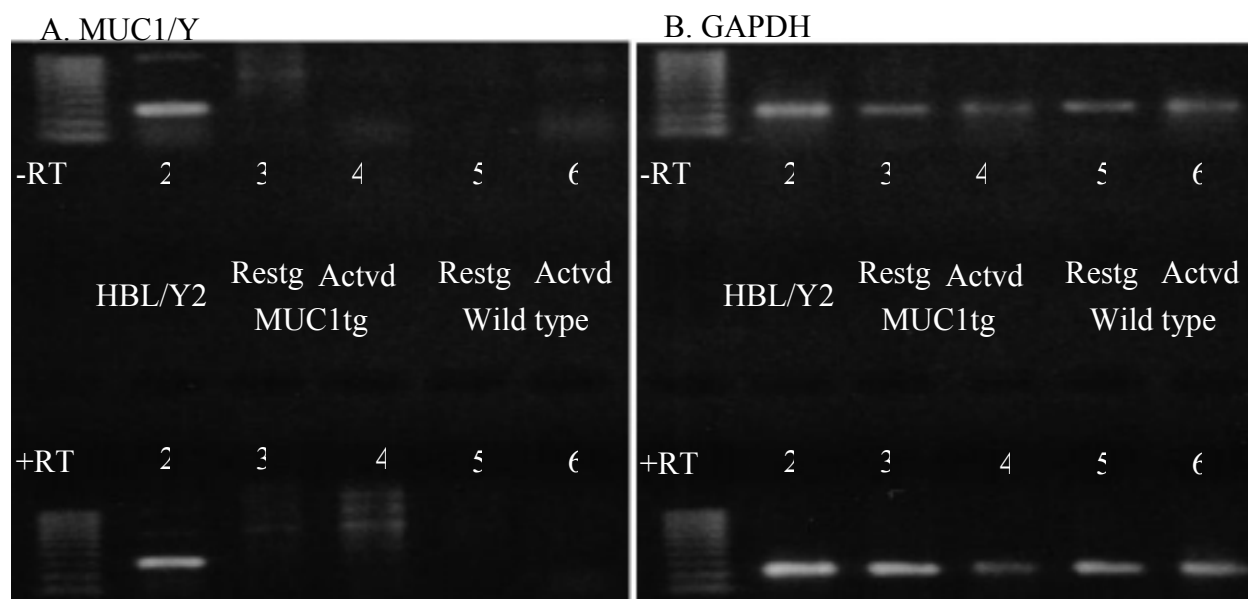 A. MUC1/Y
B. GAPDH
-RT 2 3 4 5 6
-RT 2 3 4 5 6
Restg Actvd Restg Actvd
HBL/Y2
MUC1tg Wild type
Restg Actvd Restg Actvd
HBL/Y2
MUC1tg Wild type
+RT 2 3 4 5 6
+RT 2 3 4 5 6